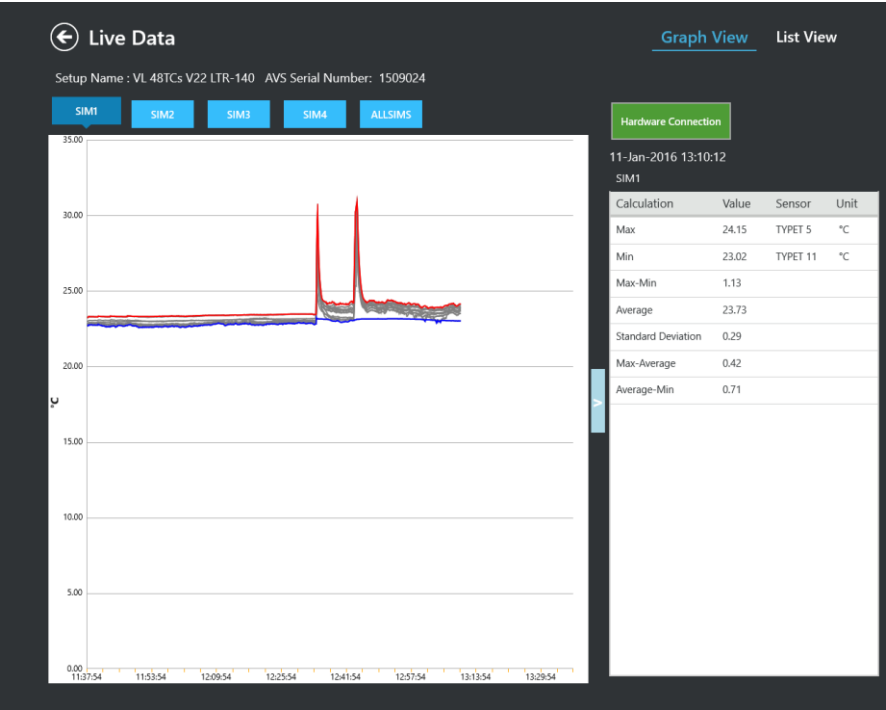 Live Data
Graph View
List View
Setup Name : VL 48TCs V22 LTR-140 AVS Serial Number: 1509024
SIM1
SIM2
SIM3
SIM4
ALLSIMS
Hardware Connection
11-Jan-2016 13:10:12
SIM1
Calculation Value Sensor Unit
Max 24.15 TYPET 5 °C
Min 23.02 TYPET 11 °C
Max-Min 1.13
Average 23.73
Standard Deviation 0.29
Max-Average 0.42
Average-Min 0.71
35.00
30.00
25.00
20.00
°C
15.00
10.00
5.00
0.00
11:37:54 11:53:54 12:09:54 12:25:54 12:41:54 12:57:54 13:13:54 13:29:54